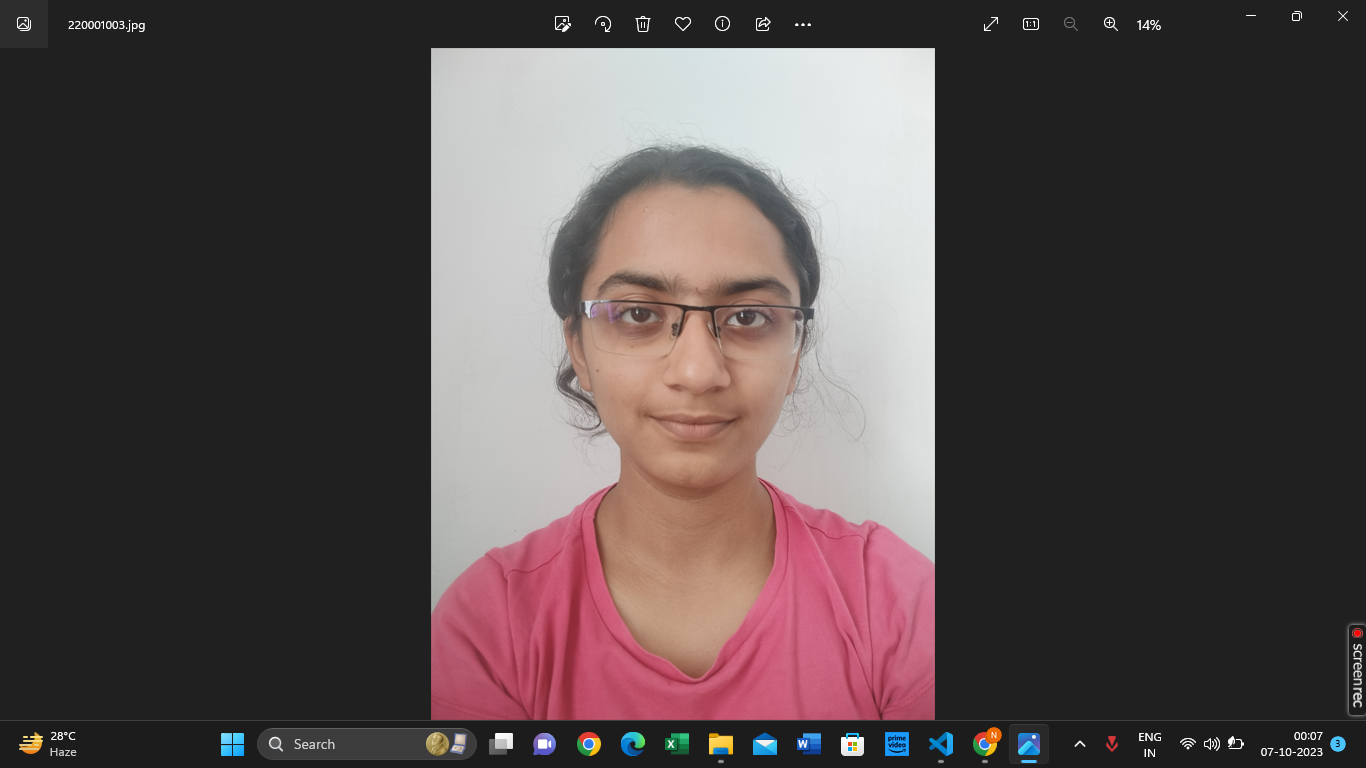 220001003.jpg
1:1
14%
screenrec
28°C
Haze
Search
prime
video
N
ENG
IN
00:07
07-10-2023
3